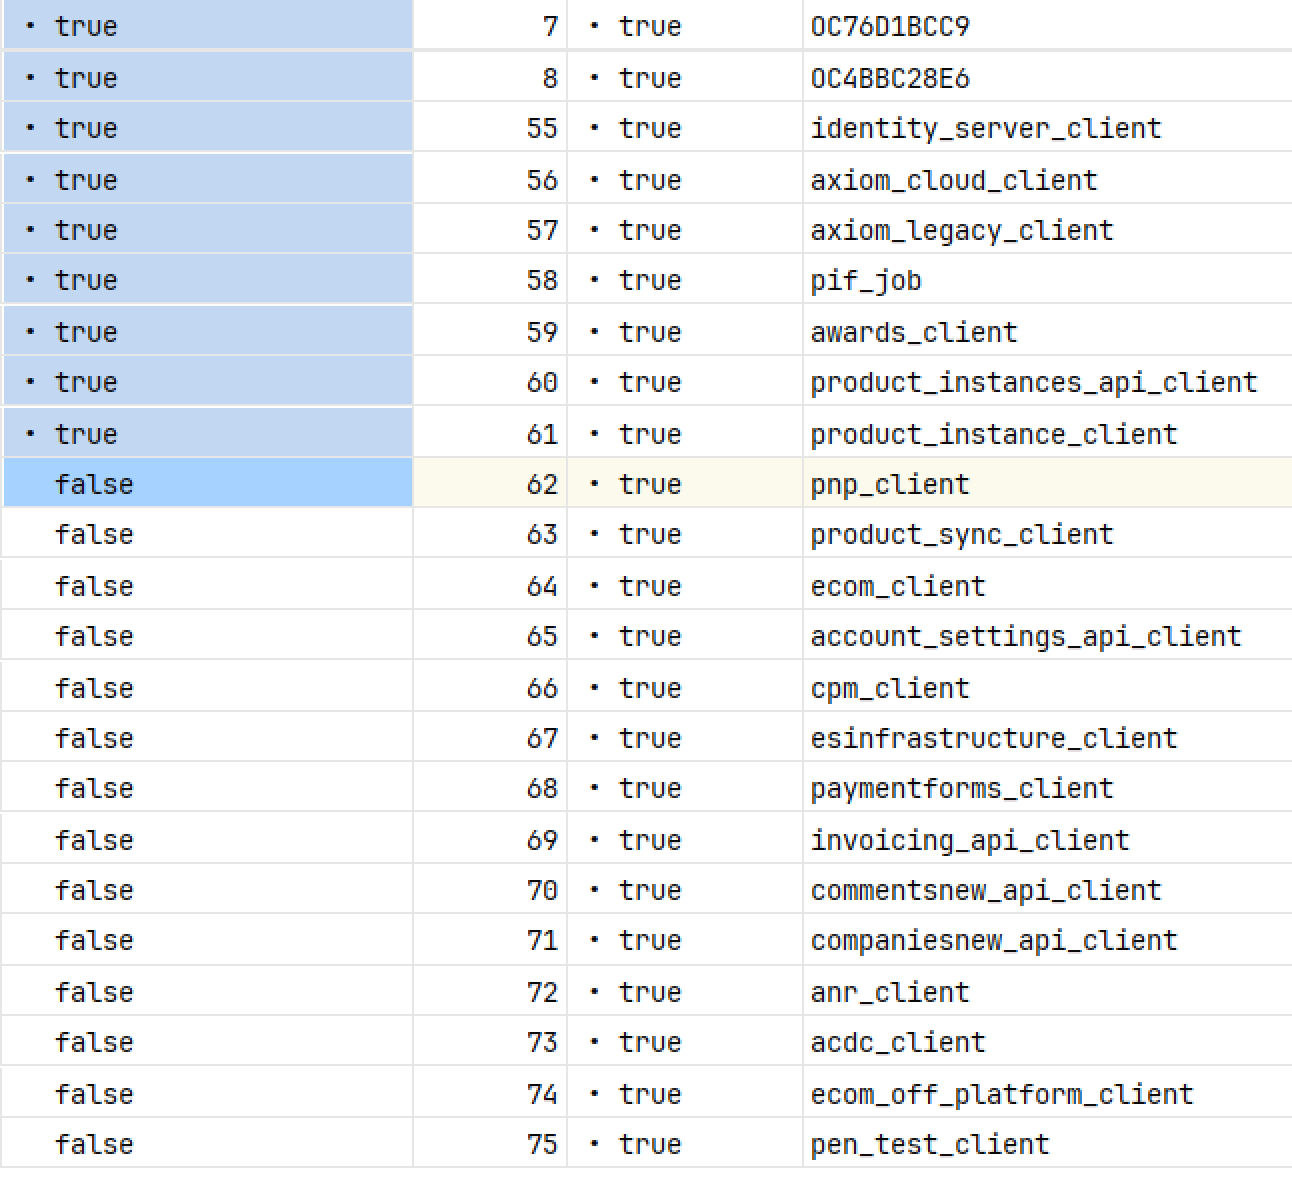 • true 7 • true 0C76D1BCC9
• true 8 • true 0C4BBC28E6
• true 55 • true identity_server_client
• true 56 • true axiom_cloud_client
• true 57 • true axiom_legacy_client
• true 58 • true pif_job
• true 59 • true awards_client
• true 60 • true product_instances_api_client
• true 61 • true product_instance_client
false 62 • true pnp_client
false 63 • true product_sync_client
false 64 • true ecom_client
false 65 • true account_settings_api_client
false 66 • true cpm_client
false 67 • true esinfrastructure_client
false 68 • true paymentforms_client
false 69 • true invoicing_api_client
false 70 • true commentsnew_api_client
false 71 • true companiesnew_api_client
false 72 • true anr_client
false 73 • true acdc_client
false 74 • true ecom_off_platform_client
false 75 • true pen_test_client